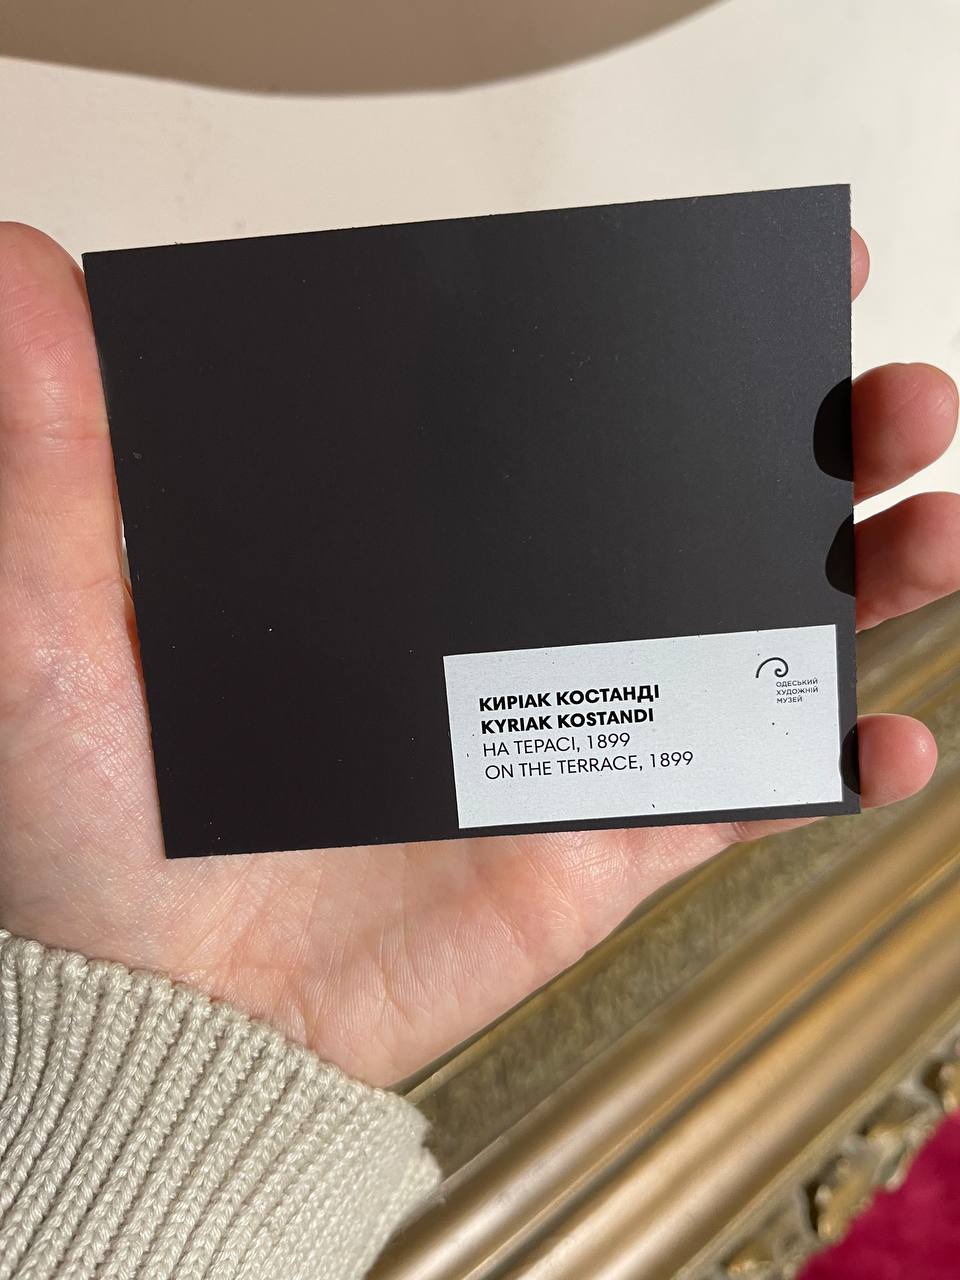 КИРІАК КОСТАНДІ
KYRIAK KOSTANDI
НА ТЕРАСІ, 1899
ON THE TERRACE, 1899
ОДЕСЬКИЙ
ХУДОЖНІЙ
МУЗЕЙ